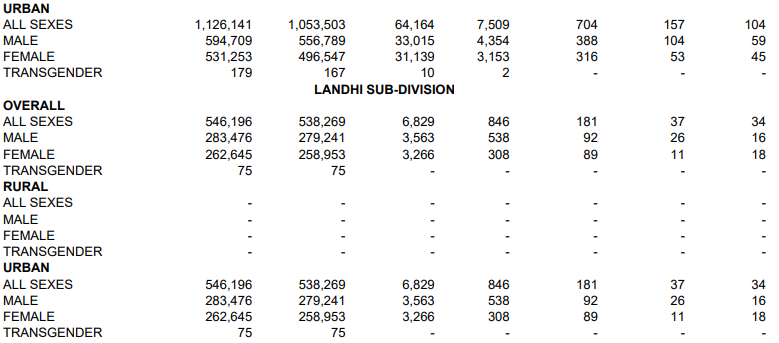 URBAN
ALL SEXES 1,126,141 1,053,503 64,164 7,509 704 157 104
MALE 594,709 556,789 33,015 4,354 388 104 59
FEMALE 531,253 496,547 31,139 3,153 316 53 45
TRANSGENDER 179 167 10 2 - - -
LANDHI SUB-DIVISION
OVERALL
ALL SEXES 546,196 538,269 6,829 846 181 37 34
MALE 283,476 279,241 3,563 538 92 26 16
FEMALE 262,645 258,953 3,266 308 89 11 18
TRANSGENDER 75 75 - - - - -
RURAL
ALL SEXES - - - - - - -
MALE - - - - - - -
FEMALE - - - - - - -
TRANSGENDER - - - - - - -
URBAN
ALL SEXES 546,196 538,269 6,829 846 181 37 34
MALE 283,476 279,241 3,563 538 92 26 16
FEMALE 262,645 258,953 3,266 308 89 11 18
TRANSGENDER 75 75 - - - - -